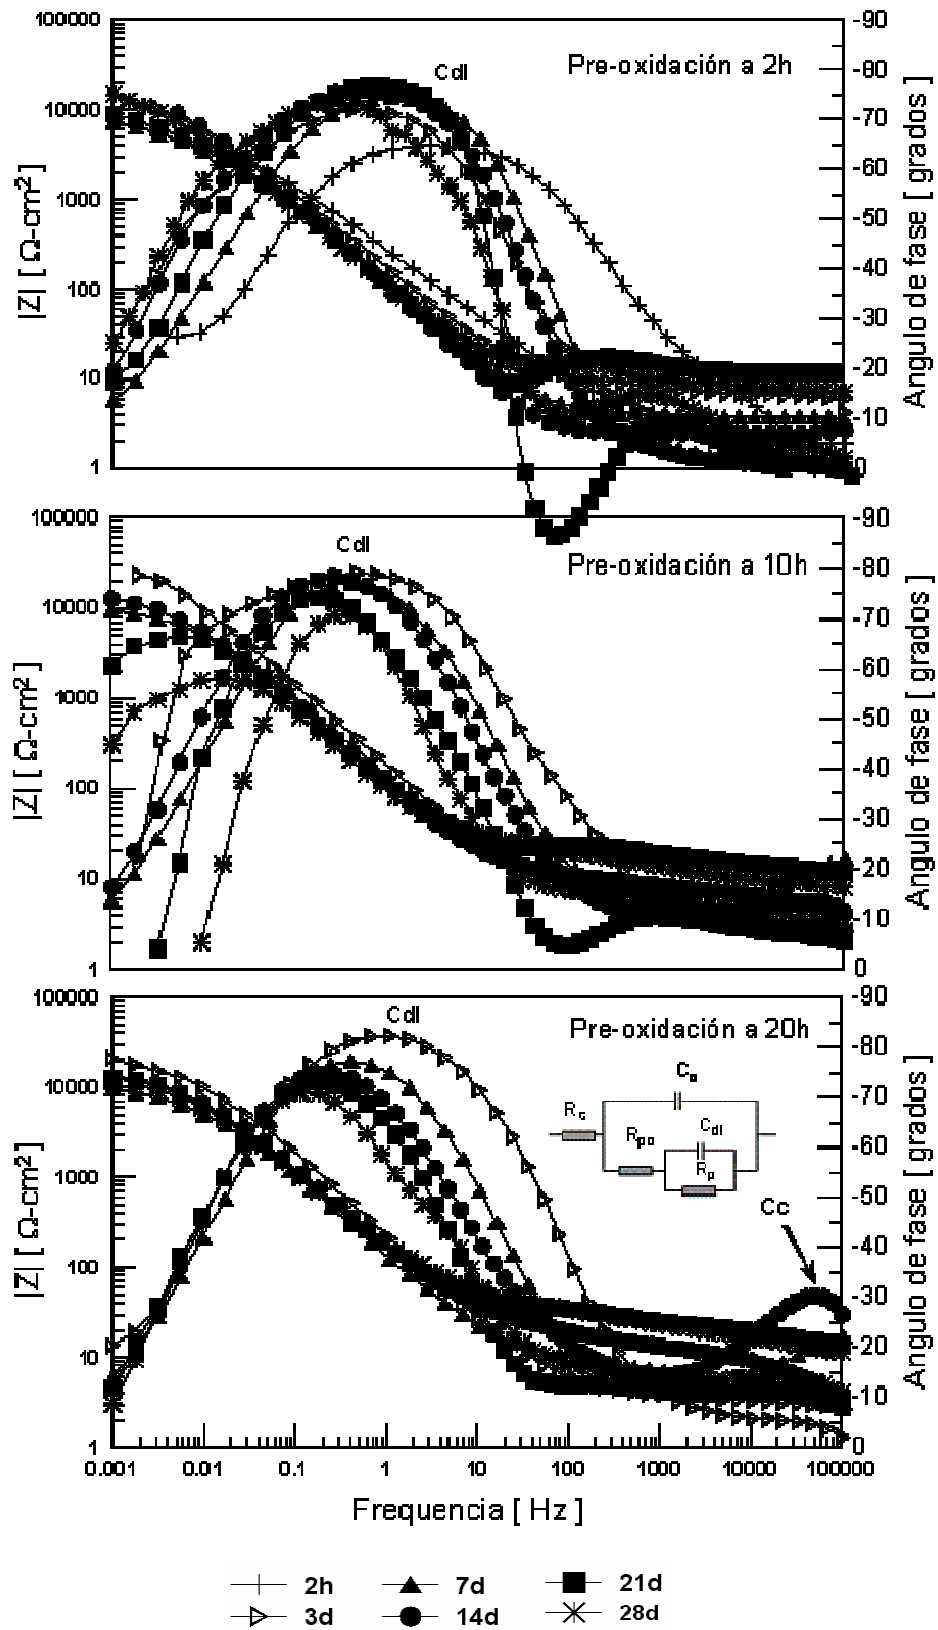 |Z| [ Ω-cm²]
100000
10000
1000
100
10
1
Cdl
Pre-oxidación a 2h
-90
-80
-70
-60
-50
-40
-30
-20
-10
0
Angulo de fase [ grados]
|Z| [ Ω-cm²]
100000
10000
1000
100
10
1
Cdl
Pre-oxidación a 10h
-90
-80
-70
-60
-50
-40
-30
-20
-10
0
Angulo de fase [ grados]
|Z| [ Ω-cm²]
100000
10000
1000
100
10
1
Cdl
Pre-oxidación a 20h
Rpo
Cdl
Rp
Cc
-90
-80
-70
-60
-50
-40
-30
-20
-10
0
Angulo de fase [ grados]
0.001 0.01 0.1 1 10 100 1000 10000 100000
Frequencia [ Hz ]
2h 7d 21d
3d 14d 28d